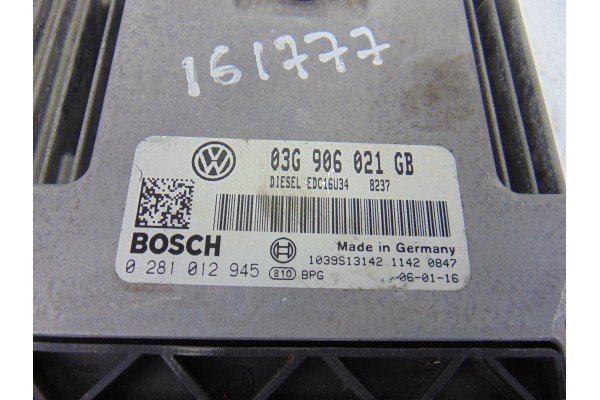 161777
03G 906 021 GB
DIESEL EDC16U34 8237
BOSCH
Made in Germany
1039S13142 1142 0847
0 281 012 945 810 BPG 06-01-16